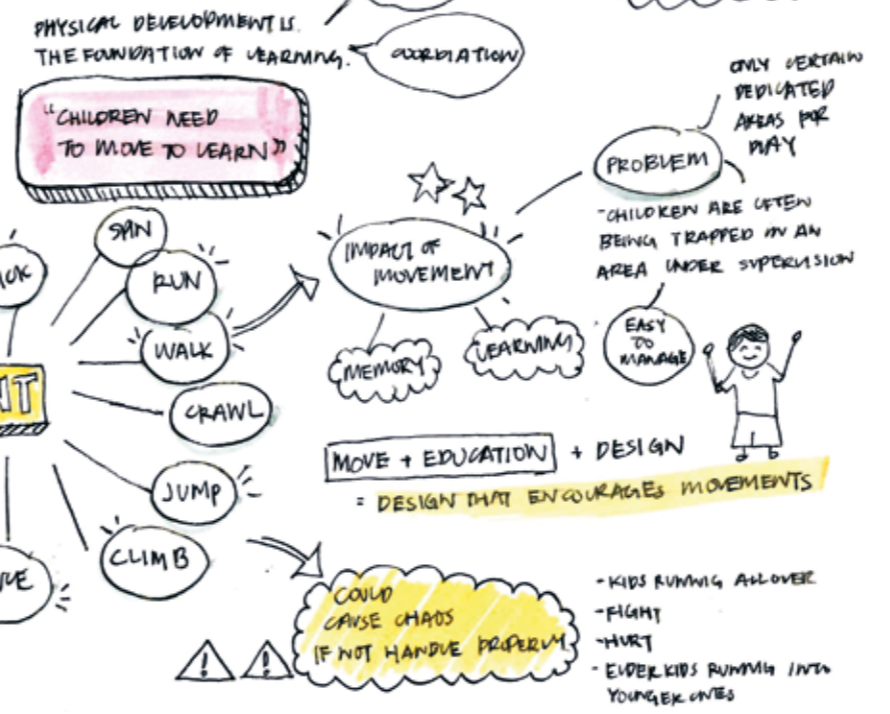 PHYSICAL DEVELOPMENT IS
THE FOUNDATION OF LEARNING.
COORDIATION
"CHILDREN NEED
TO MOVE TO LEARN"
ONLY CERTAIN
DEDICATED
AREAS FOR
PLAY
PROBLEM
-CHILDREN ARE OFTEN
BEING TRAPPED IN AN
AREA UNDER SUPERVISION
EASY
TO
MANAGE
SPIN
RUN
WALK
CRAWL
JUMP
CLIMB
IMPACT OF
MOVEMENT
MEMORY
LEARNING
MOVE + EDUCATION + DESIGN
= DESIGN THAT ENCOURAGES MOVEMENTS
COULD
CAUSE CHAOS
IF NOT HANDLE PROPERLY
- KIDS RUNNIG ALL OVER
-FIGHT
-HURT
- ELDER KIDS RUNNIG INTO
YOUNGER ONES